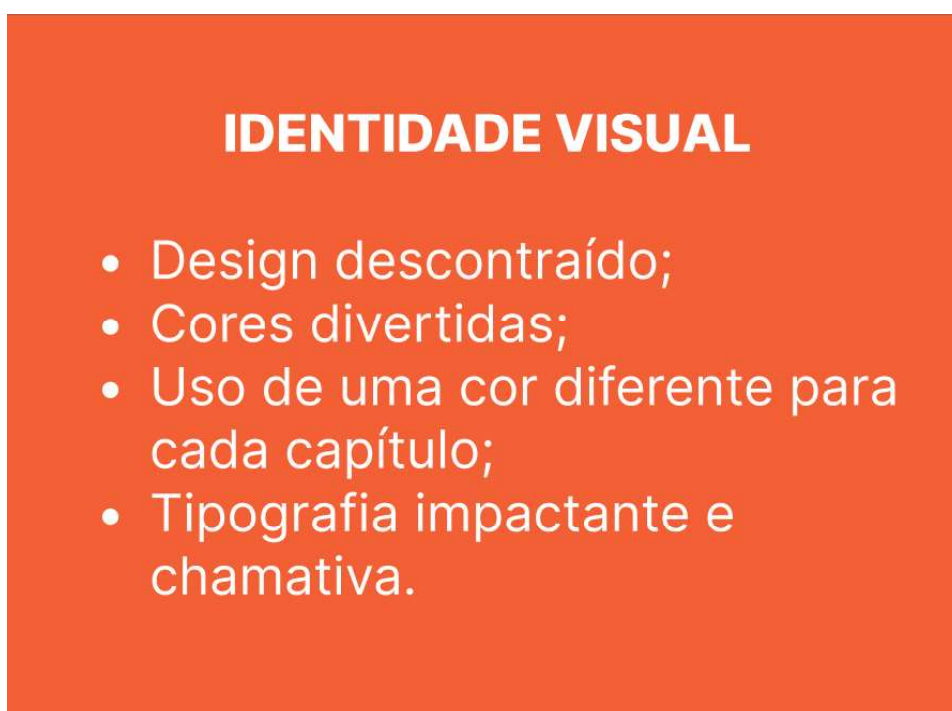 IDENTIDADE VISUAL
• Design descontraído;
• Cores divertidas;
• Uso de uma cor diferente para
cada capítulo;
• Tipografia impactante e
chamativa.